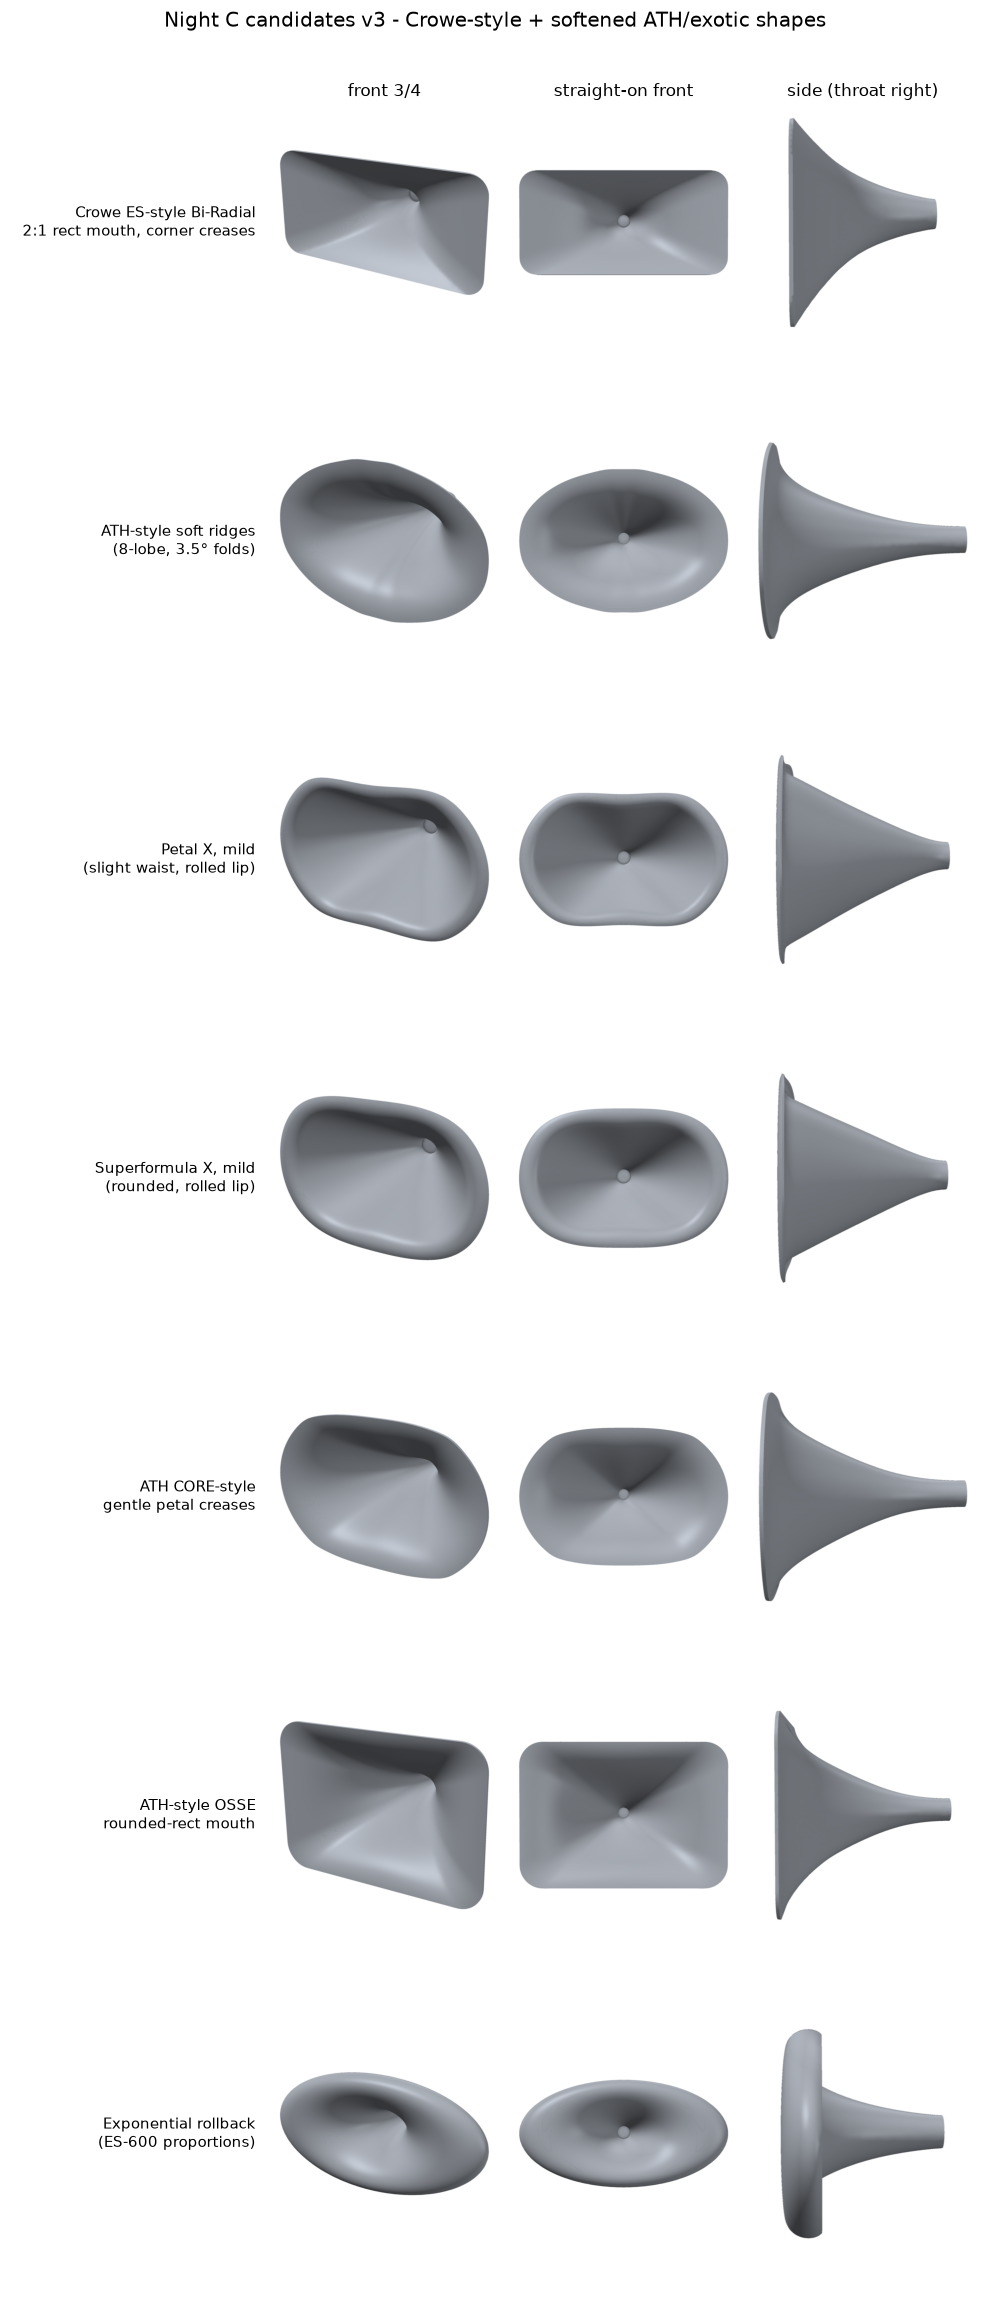 Night C candidates v3 - Crowe-style + softened ATH/exotic shapes
front 3/4
straight-on front
side (throat right)
Crowe ES-style Bi-Radial
2:1 rect mouth, corner creases
ATH-style soft ridges
(8-lobe, 3.5° folds)
Petal X, mild
(slight waist, rolled lip)
Superformula X, mild
(rounded, rolled lip)
ATH CORE-style
gentle petal creases
ATH-style OSSE
rounded-rect mouth
Exponential rollback
(ES-600 proportions)